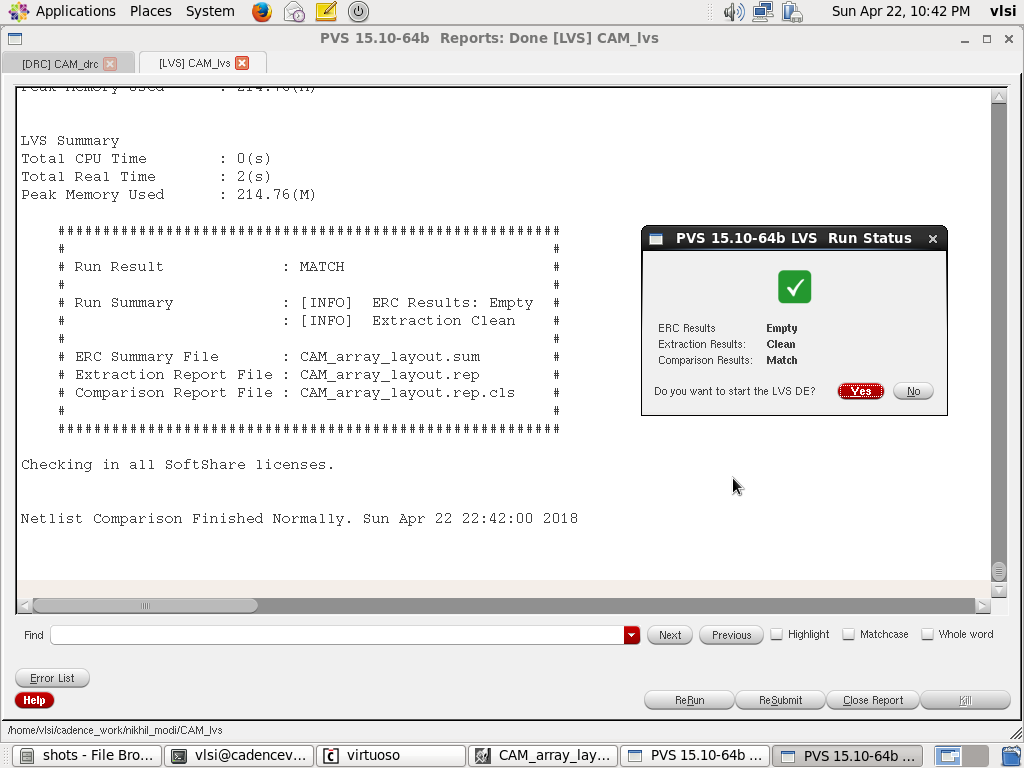 Applications Places System Sun Apr 22, 10:42 PM vlsi
PVS 15.10-64b Reports: Done [LVS] CAM_lvs
[DRC] CAM_drc [LVS] CAM_lvs
Peak Memory Used : 214.76(M)
LVS Summary
Total CPU Time : 0(s)
Total Real Time : 2(s)
Peak Memory Used : 214.76(M)
########################################################
# #
# Run Result : MATCH #
# #
# Run Summary : [INFO] ERC Results: Empty #
# : [INFO] Extraction Clean #
# #
# ERC Summary File : CAM_array_layout.sum #
# Extraction Report File : CAM_array_layout.rep #
# Comparison Report File : CAM_array_layout.rep.cls #
# #
########################################################
Checking in all SoftShare licenses.
Netlist Comparison Finished Normally. Sun Apr 22 22:42:00 2018
PVS 15.10-64b LVS Run Status
ERC Results Empty
Extraction Results: Clean
Comparison Results: Match
Do you want to start the LVS DE? Yes No
Find Next Previous Highlight Matchcase Whole word
Error List
Help ReRun ReSubmit Close Report Kill
/home/vlsi/cadence_work/nikhil_modi/CAM_lvs
shots - File Bro... vlsi@cadencev... virtuoso CAM_array_lay... PVS 15.10-64b ... PVS 15.10-64b ...